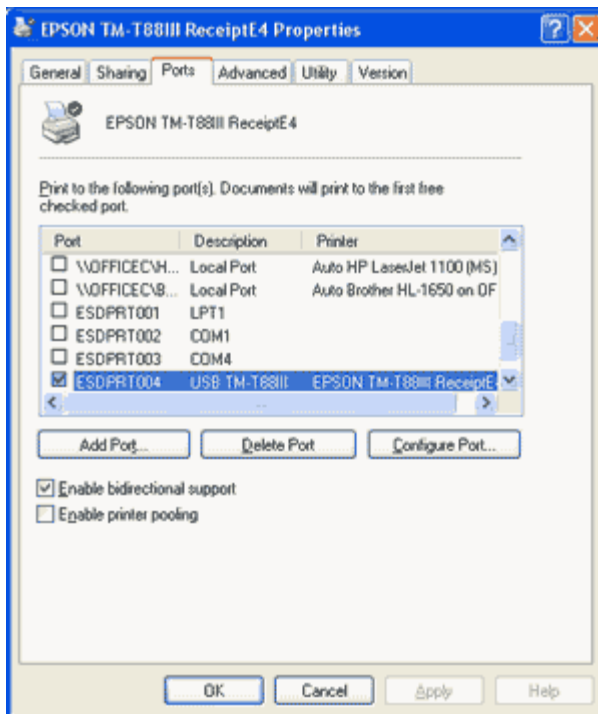 EPSON TM-T88III ReceiptE4 Properties
General Sharing Ports Advanced Utility Version
EPSON TM-T88III ReceiptE4
Print to the following port(s). Documents will print to the first free
checked port.
Port Description Printer
\\OFFICEC\H... Local Port Auto HP LaserJet 1100 (MS)
\\OFFICEC\B... Local Port Auto Brother HL-1650 on OF
ESDPRT001 LPT1
ESDPRT002 COM1
ESDPRT003 COM4
ESDPRT004 USB TM-T88III EPSON TM-T88III ReceiptE4
Add Port... Delete Port Configure Port...
Enable bidirectional support
Enable printer pooling
OK Cancel Apply Help